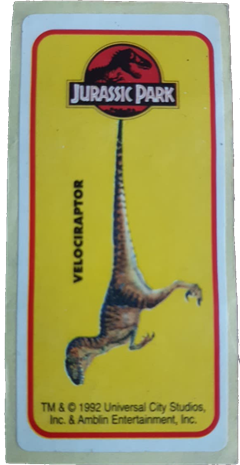 JURASSIC PARK
VELOCIRAPTOR
TM & © 1992 Universal City Studios,
Inc. & Amblin Entertainment, Inc.